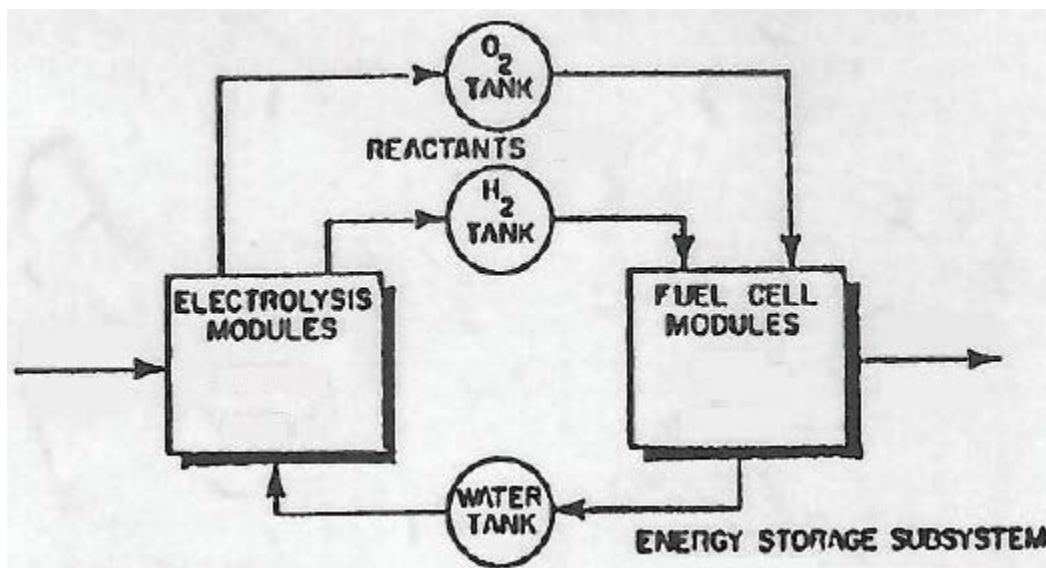 O2
TANK
REACTANTS
H2
TANK
ELECTROLYSIS
MODULES
FUEL CELL
MODULES
WATER
TANK
ENERGY STORAGE SUBSYSTEM